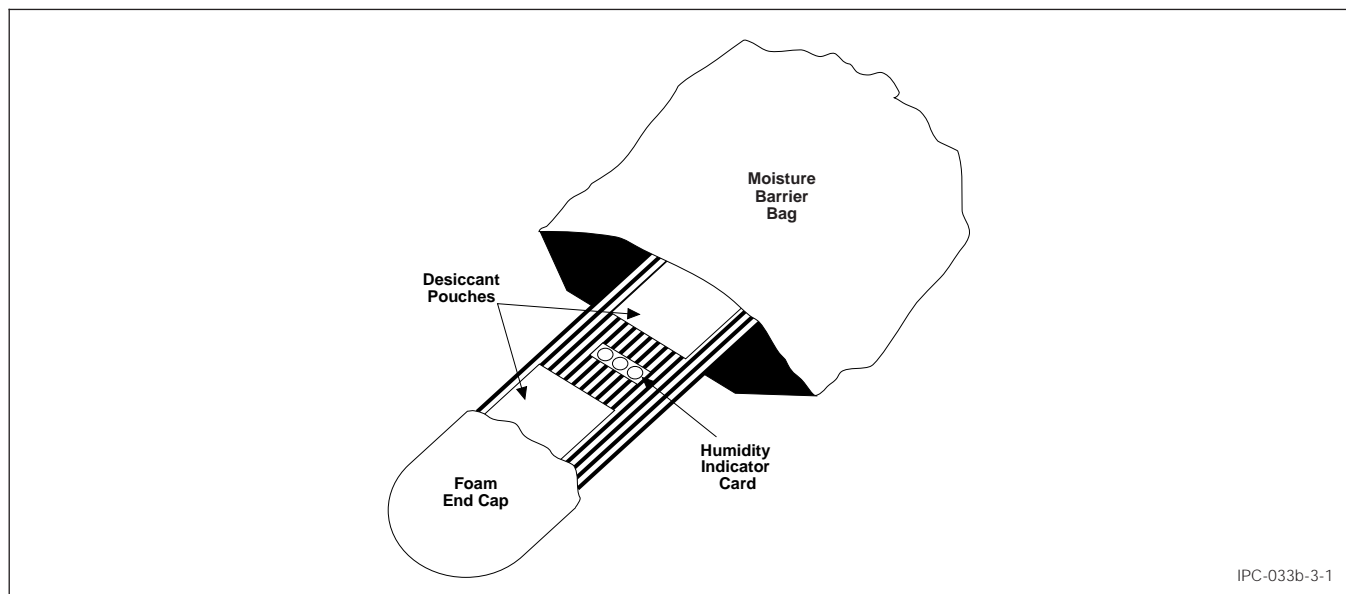 Moisture
Barrier
Bag
Desiccant
Pouches
Humidity
Indicator
Card
Foam
End Cap
IPC-033b-3-1